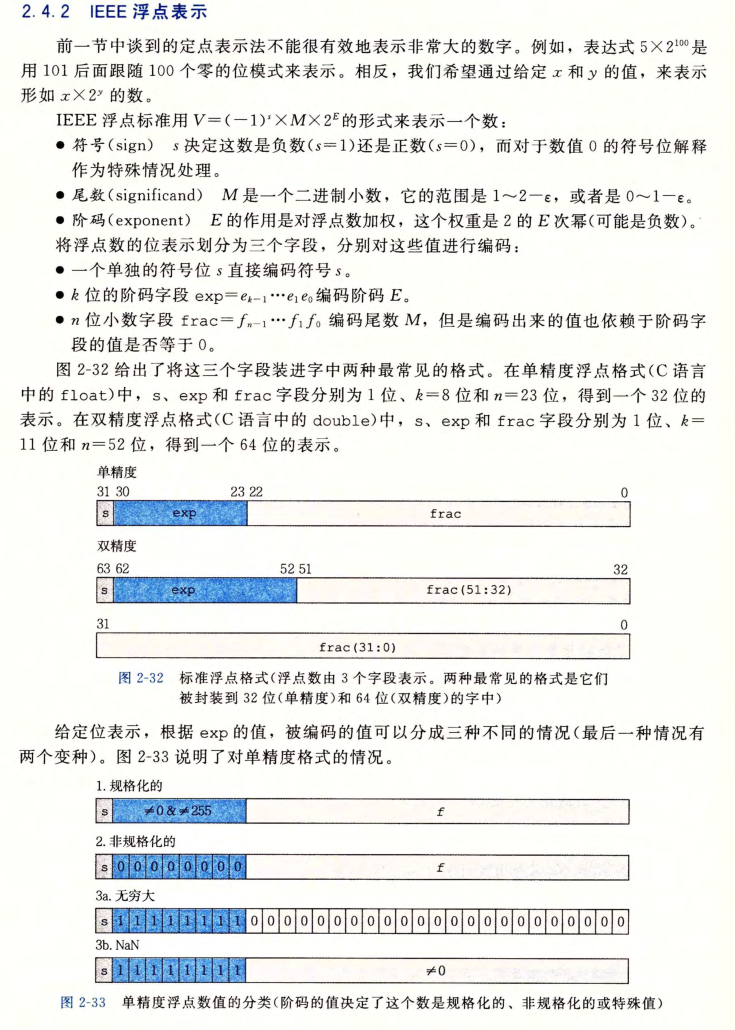 2.4.2 IEEE 浮点表示
前一节中谈到的定点表示法不能很有效地表示非常大的数字。例如，表达式 5×2¹⁰⁰是
用 101 后面跟随 100 个零的位模式来表示。相反，我们希望通过给定 x 和 y 的值，来表示
形如 x×2ʸ 的数。
IEEE 浮点标准用 V=(−1)ˢ×M×2ᴱ的形式来表示一个数：
● 符号(sign) s 决定这数是负数(s=1)还是正数(s=0)，而对于数值 0 的符号位解释
作为特殊情况处理。
● 尾数(significand) M 是一个二进制小数，它的范围是 1～2−ε，或者是 0～1−ε。
● 阶码(exponent) E 的作用是对浮点数加权，这个权重是 2 的 E 次幂(可能是负数)。
将浮点数的位表示划分为三个字段，分别对这些值进行编码：
● 一个单独的符号位 s 直接编码符号 s。
● k 位的阶码字段 exp=eₖ₋₁⋯e₁e₀编码阶码 E。
● n 位小数字段 frac=fₙ₋₁⋯f₁f₀ 编码尾数 M，但是编码出来的值也依赖于阶码字
段的值是否等于 0。
图 2-32 给出了将这三个字段装进字中两种最常见的格式。在单精度浮点格式(C 语言
中的 float)中，s、exp 和 frac 字段分别为 1 位、k=8 位和 n=23 位，得到一个 32 位的
表示。在双精度浮点格式(C 语言中的 double)中，s、exp 和 frac 字段分别为 1 位、k=
11 位和 n=52 位，得到一个 64 位的表示。
单精度
31 30 23 22 0
s exp frac
双精度
63 62 52 51 32
s exp frac(51:32)
31 0
frac(31:0)
图 2-32 标准浮点格式(浮点数由 3 个字段表示。两种最常见的格式是它们
被封装到 32 位(单精度)和 64 位(双精度)的字中)
给定位表示，根据 exp 的值，被编码的值可以分成三种不同的情况(最后一种情况有
两个变种)。图 2-33 说明了对单精度格式的情况。
1. 规格化的
s ≠0&≠255 f
2. 非规格化的
s 0 0 0 0 0 0 0 0 f
3a. 无穷大
s 1 1 1 1 1 1 1 1 0 0 0 0 0 0 0 0 0 0 0 0 0 0 0 0 0 0 0 0 0 0 0
3b. NaN
s 1 1 1 1 1 1 1 1 ≠0
图 2-33 单精度浮点数值的分类(阶码的值决定了这个数是规格化的、非规格化的或特殊值)